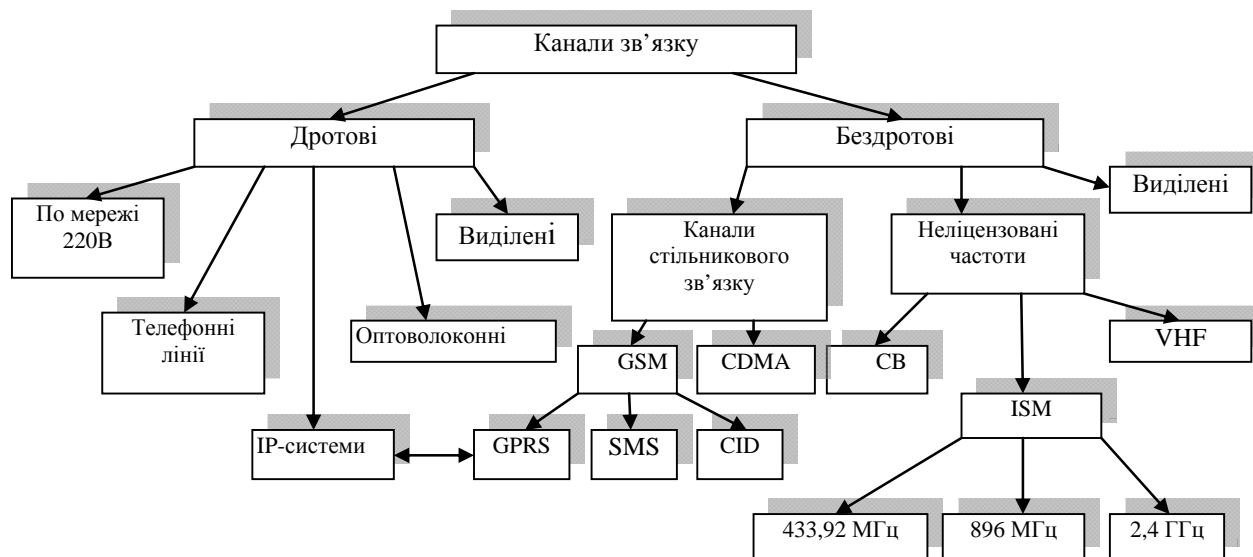 Канали зв’язку
Дротові
Бездротові
Виділені
По мережі
220В
Виділені
Канали
стільникового
зв’язку
Неліцензовані
частоти
Телефонні
лінії
Оптоволоконні
GSM
CDMA
СВ
VHF
ISM
IP-системи
GPRS
SMS
CID
433,92 МГц
896 МГц
2,4 ГГц